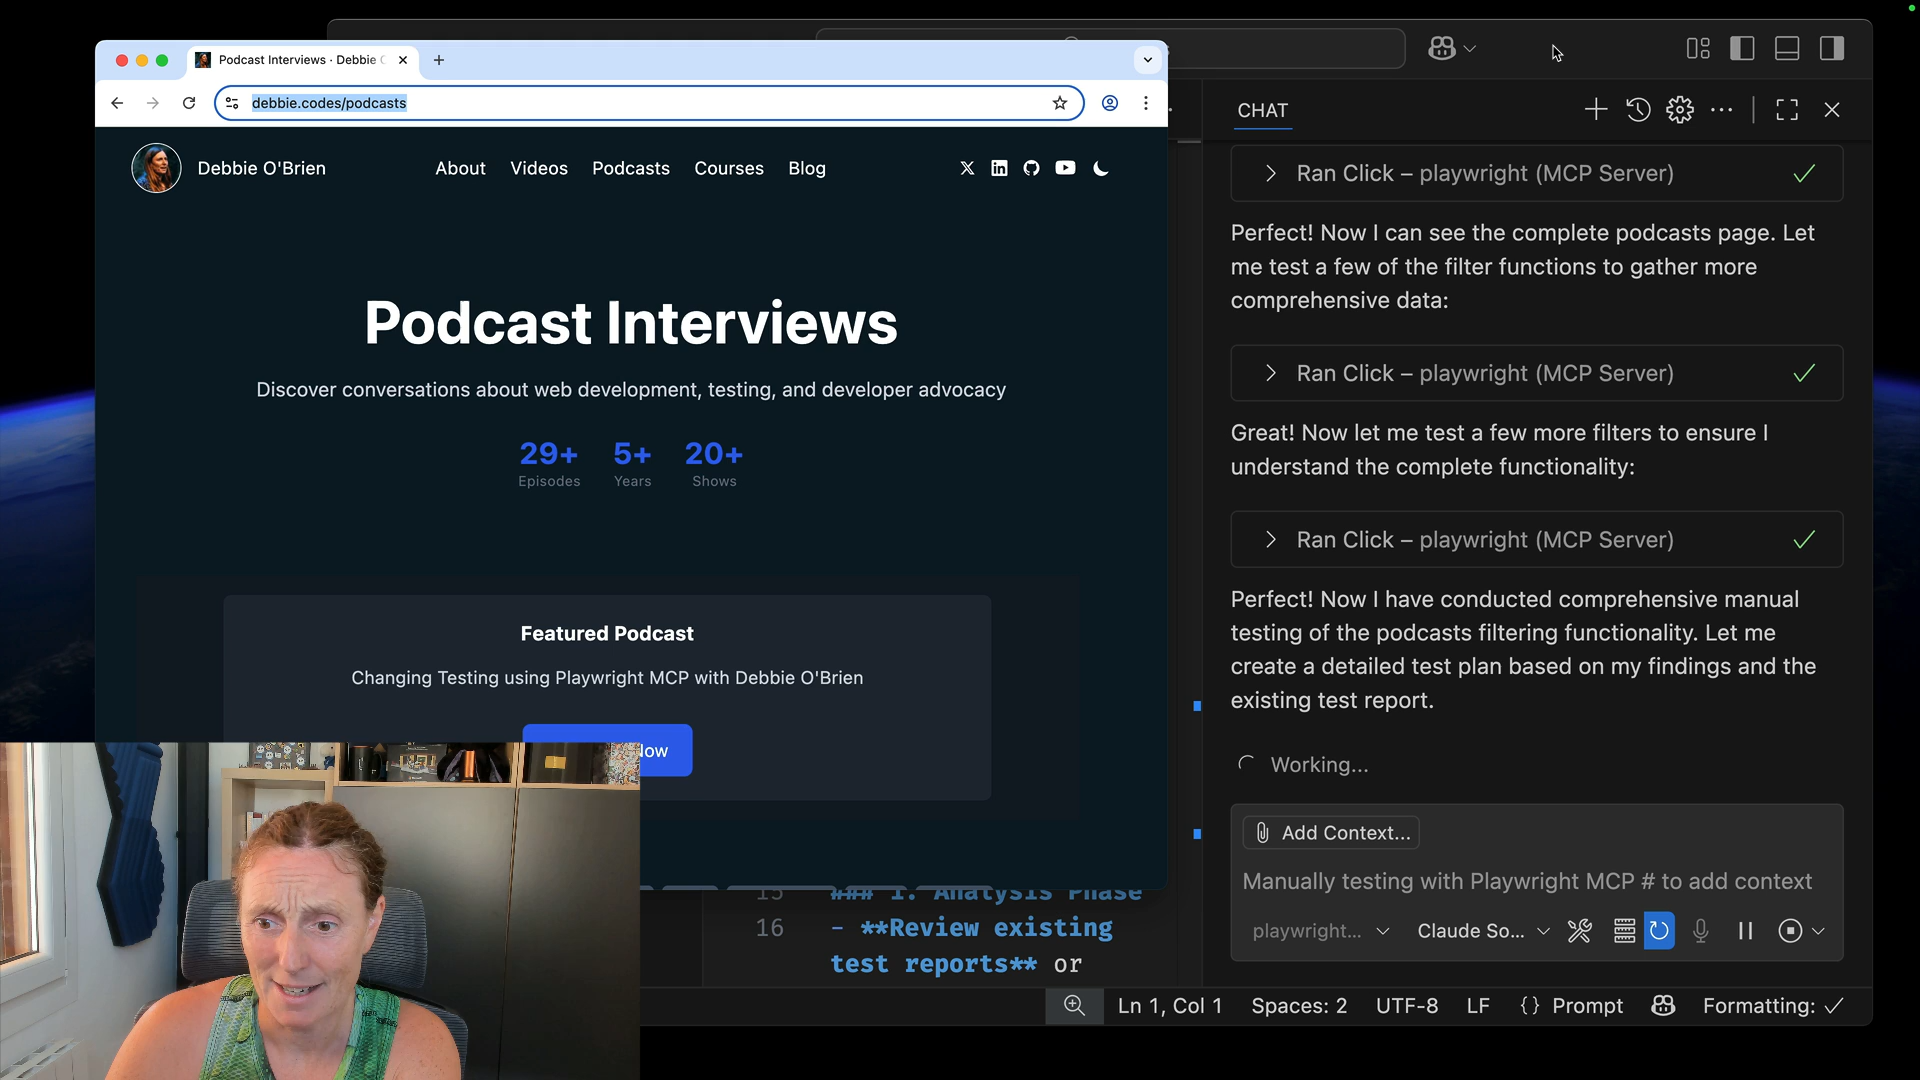 Podcast Interviews · Debbie
debbie.codes/podcasts
Debbie O'Brien
About
Videos
Podcasts
Courses
Blog
Podcast Interviews
Discover conversations about web development, testing, and developer advocacy
29+
5+
20+
Episodes
Years
Shows
Featured Podcast
Changing Testing using Playwright MCP with Debbie O'Brien
15
### 1. Analysis Phase
16
- **Review existing
test reports** or
CHAT
Ran Click – playwright (MCP Server)
Perfect! Now I can see the complete podcasts page. Let
me test a few of the filter functions to gather more
comprehensive data:
Ran Click – playwright (MCP Server)
Great! Now let me test a few more filters to ensure I
understand the complete functionality:
Ran Click – playwright (MCP Server)
Perfect! Now I have conducted comprehensive manual
testing of the podcasts filtering functionality. Let me
create a detailed test plan based on my findings and the
existing test report.
Working...
Add Context...
Manually testing with Playwright MCP # to add context
playwright...
Claude So...
Ln 1, Col 1
Spaces: 2
UTF-8
LF
{} Prompt
Formatting: ✓